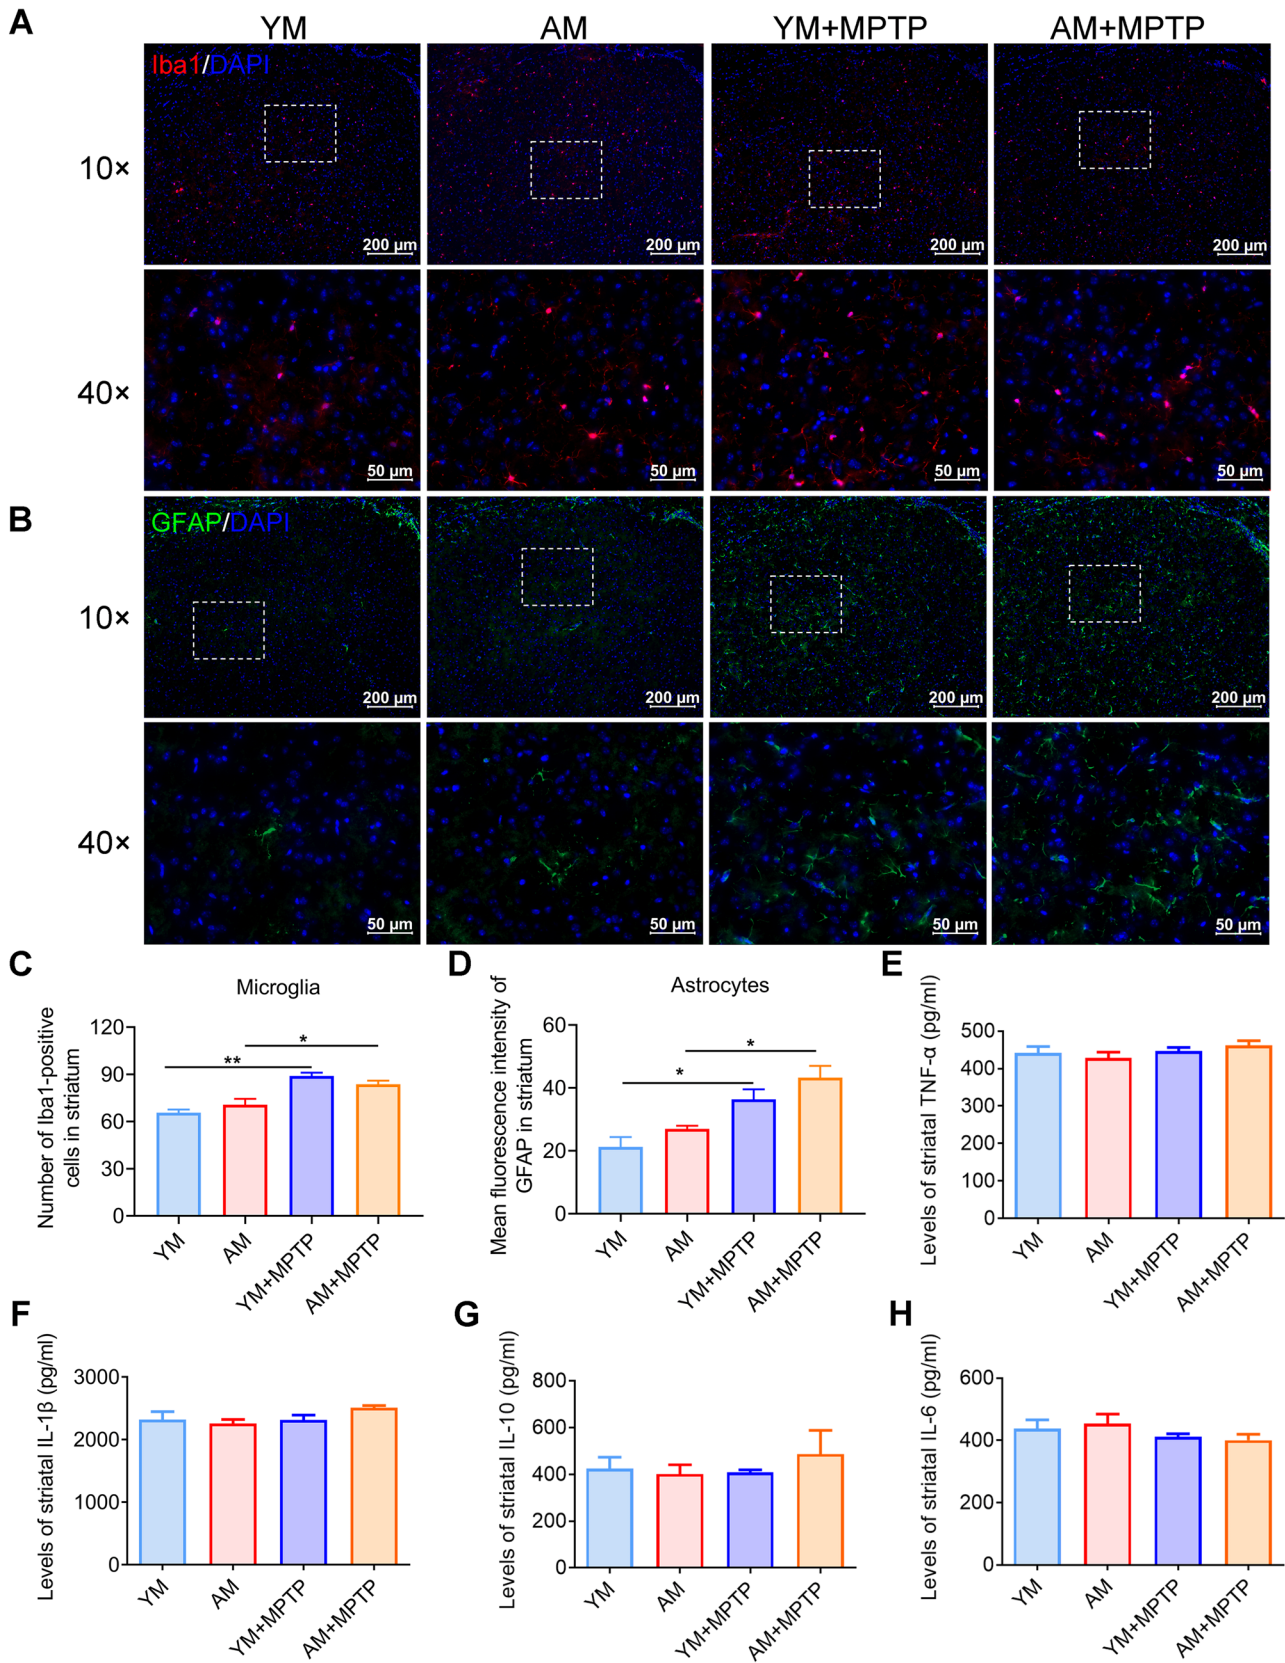 A
YM
AM
YM+MPTP
AM+MPTP
Iba1/DAPI
10×
200 μm
200 μm
200 μm
200 μm
40×
50 μm
50 μm
50 μm
50 μm
B
GFAP/DAPI
10×
200 μm
200 μm
200 μm
200 μm
40×
50 μm
50 μm
50 μm
50 μm
C
Microglia
Number of Iba1-positive
cells in striatum
120
90
60
30
0
**
*
YM
AM
YM+MPTP
AM+MPTP
D
Astrocytes
Mean fluorescence intensity of
GFAP in striatum
60
40
20
0
*
*
YM
AM
YM+MPTP
AM+MPTP
E
Levels of striatal TNF-α (pg/ml)
500
400
300
200
100
0
YM
AM
YM+MPTP
AM+MPTP
F
Levels of striatal IL-1β (pg/ml)
3000
2000
1000
0
YM
AM
YM+MPTP
AM+MPTP
G
Levels of striatal IL-10 (pg/ml)
800
600
400
200
0
YM
AM
YM+MPTP
AM+MPTP
H
Levels of striatal IL-6 (pg/ml)
600
400
200
0
YM
AM
YM+MPTP
AM+MPTP